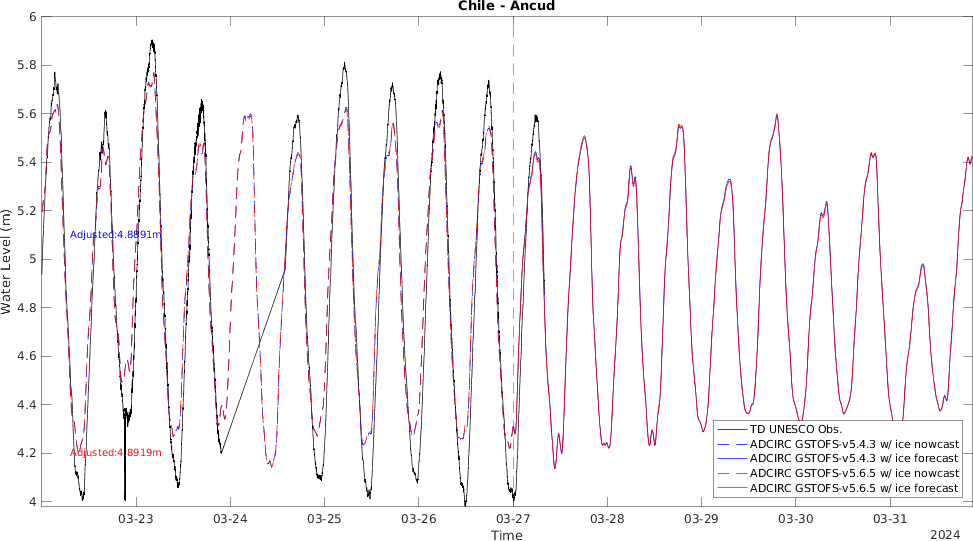 Chile - Ancud
6
5.8
5.6
5.4
5.2
5
4.8
4.6
4.4
4.2
4
Water Level (m)
Adjusted:4.8891m
Adjusted:4.8919m
TD UNESCO Obs.
ADCIRC GSTOFS-v5.4.3 w/ ice nowcast
ADCIRC GSTOFS-v5.4.3 w/ ice forecast
ADCIRC GSTOFS-v5.6.5 w/ ice nowcast
ADCIRC GSTOFS-v5.6.5 w/ ice forecast
03-23 03-24 03-25 03-26 03-27 03-28 03-29 03-30 03-31
Time
2024